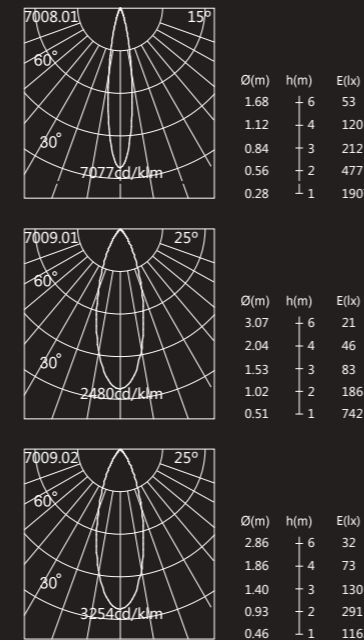 7008.01 15°
60°
30°
7077cd/klm
Ø(m) h(m) E(lx)
1.68 6 53
1.12 4 120
0.84 3 212
0.56 2 477
0.28 1 190
7009.01 25°
60°
30°
2480cd/klm
Ø(m) h(m) E(lx)
3.07 6 21
2.04 4 46
1.53 3 83
1.02 2 186
0.51 1 742
7009.02 25°
60°
30°
3254cd/klm
Ø(m) h(m) E(lx)
2.86 6 32
1.86 4 73
1.40 3 130
0.93 2 291
0.46 1